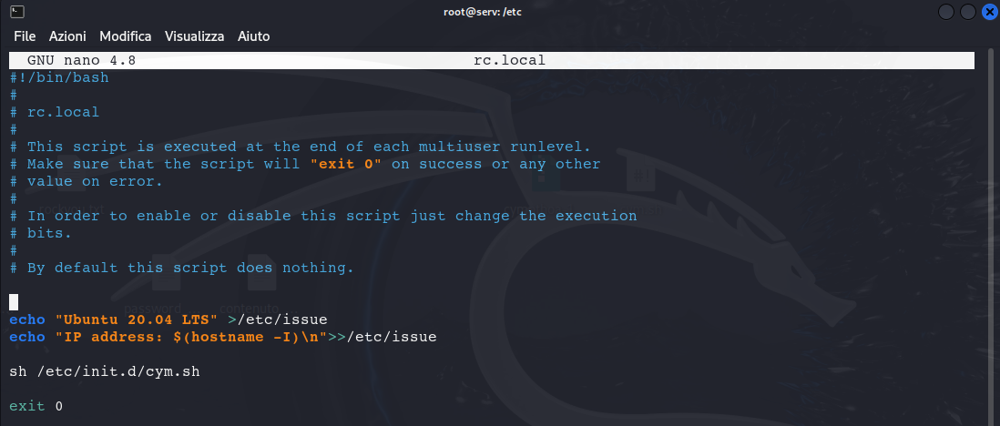 root@serv: /etc
File Azioni Modifica Visualizza Aiuto
GNU nano 4.8 rc.local
#!/bin/bash
#
# rc.local
#
# This script is executed at the end of each multiuser runlevel.
# Make sure that the script will "exit 0" on success or any other
# value on error.
#
# In order to enable or disable this script just change the execution
# bits.
#
# By default this script does nothing.
password contenuto
echo "Ubuntu 20.04 LTS" >/etc/issue
echo "IP address: $(hostname -I)\n">>/etc/issue
sh /etc/init.d/cym.sh
exit 0